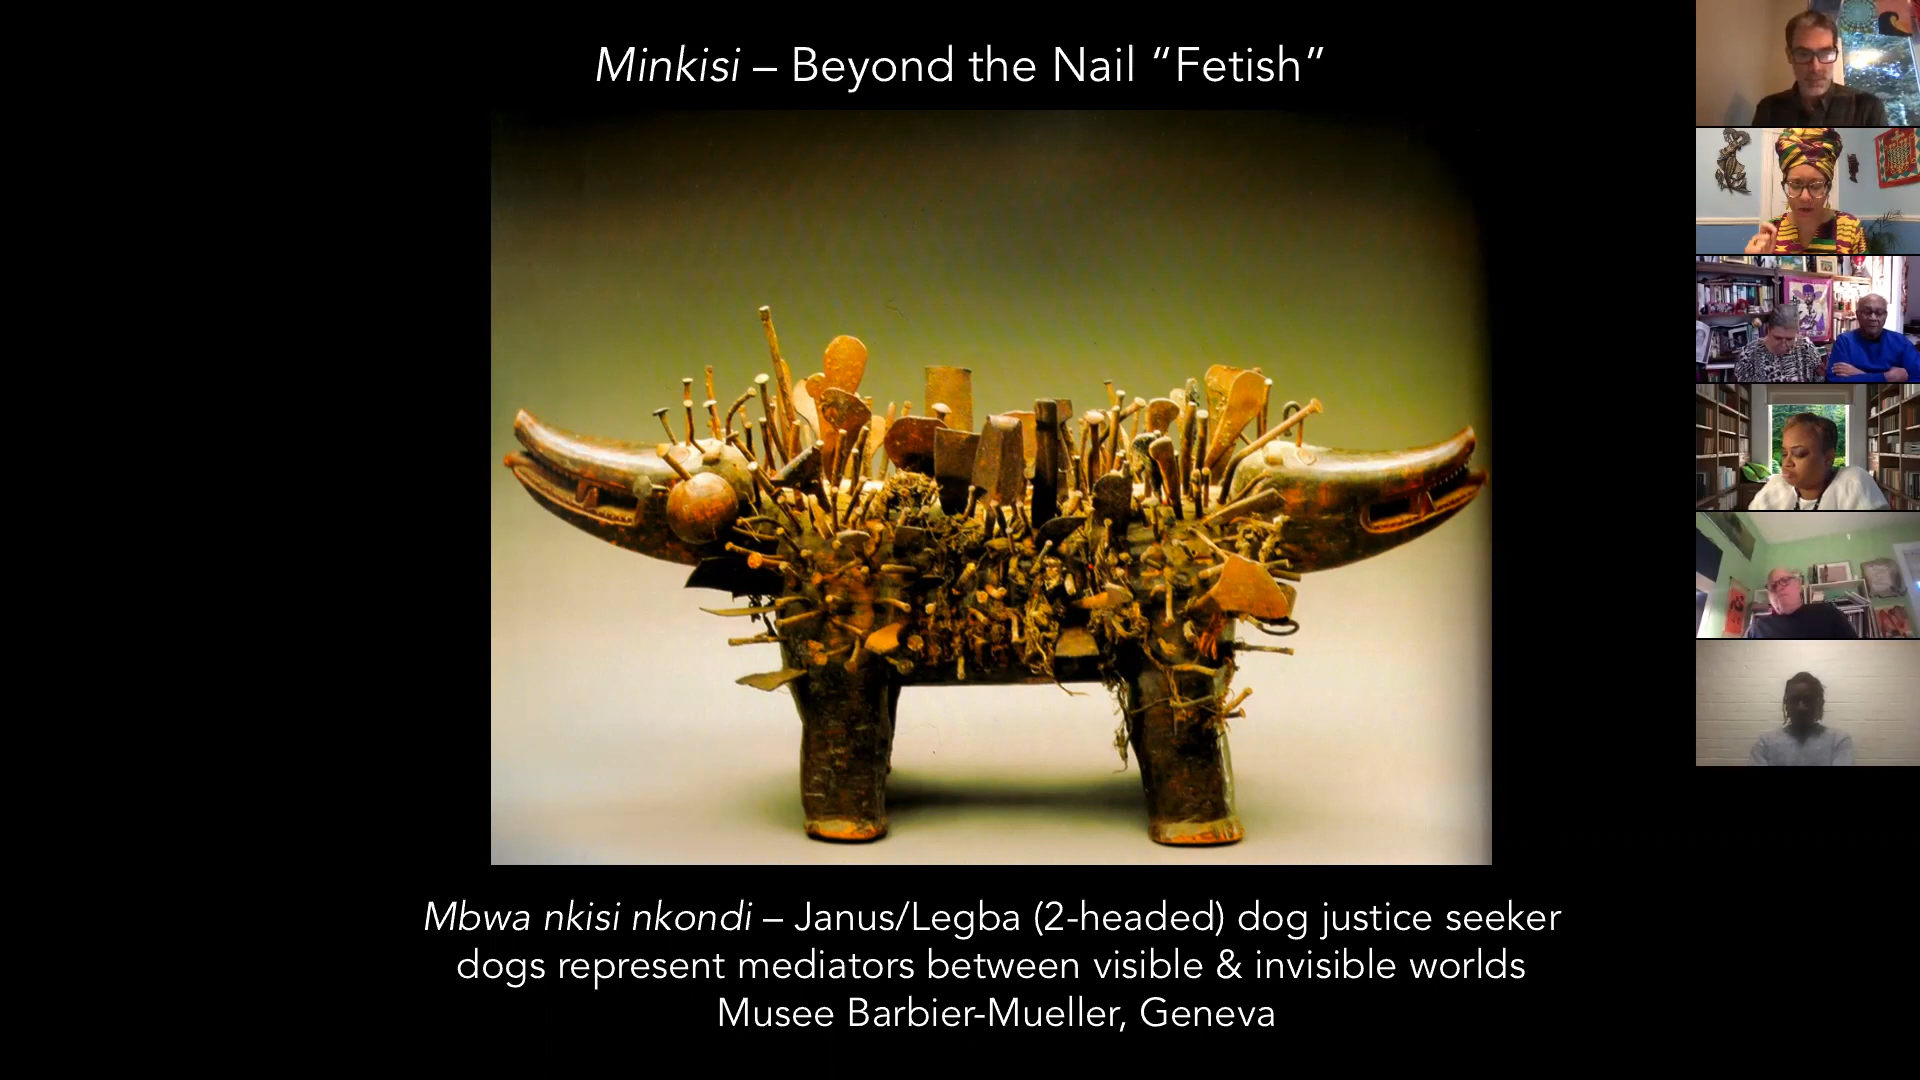 Minkisi – Beyond the Nail “Fetish”
Mbwa nkisi nkondi – Janus/Legba (2-headed) dog justice seeker
dogs represent mediators between visible & invisible worlds
Musee Barbier-Mueller, Geneva